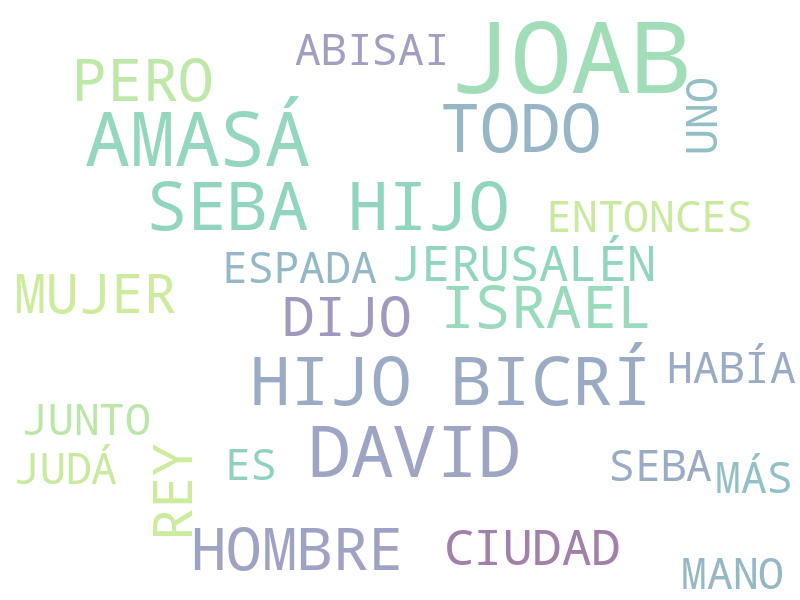 ABISAI
JOAB
PERO
UNO
AMASÁ
TODO
SEBA HIJO
ENTONCES
ESPADA
JERUSALÉN
MUJER
DIJO
ISRAEL
HIJO BICRÍ
HABÍA
JUNTO
DAVID
JUDÁ
REY
ES
SEBA
MÁS
HOMBRE
CIUDAD
MANO